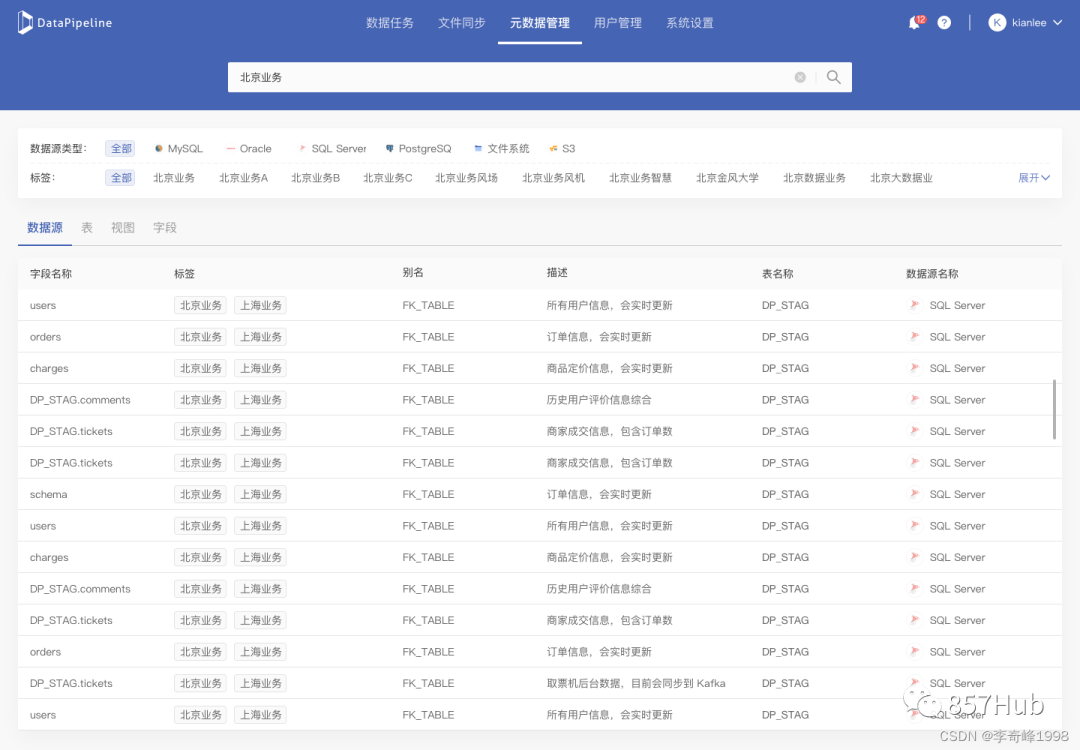 DataPipeline 数据任务 文件同步 元数据管理 用户管理 系统设置 12 ? K kianlee
北京业务
数据源类型: 全部 MySQL Oracle SQL Server PostgreSQL 文件系统 S3
标签: 全部 北京业务 北京业务A 北京业务B 北京业务C 北京业务风场 北京业务风机 北京业务智慧 北京金风大学 北京数据业务 北京大数据业 展开
数据源 表 视图 字段
字段名称 标签 别名 描述 表名称 数据源名称
users 北京业务 上海业务 FK_TABLE 所有用户信息，会实时更新 DP_STAG SQL Server
orders 北京业务 上海业务 FK_TABLE 订单信息，会实时更新 DP_STAG SQL Server
charges 北京业务 上海业务 FK_TABLE 商品定价信息，会实时更新 DP_STAG SQL Server
DP_STAG.comments 北京业务 上海业务 FK_TABLE 历史用户评价信息综合 DP_STAG SQL Server
DP_STAG.tickets 北京业务 上海业务 FK_TABLE 商家成交信息，包含订单数 DP_STAG SQL Server
DP_STAG.tickets 北京业务 上海业务 FK_TABLE 商家成交信息，包含订单数 DP_STAG SQL Server
schema 北京业务 上海业务 FK_TABLE 订单信息，会实时更新 DP_STAG SQL Server
users 北京业务 上海业务 FK_TABLE 所有用户信息，会实时更新 DP_STAG SQL Server
charges 北京业务 上海业务 FK_TABLE 商品定价信息，会实时更新 DP_STAG SQL Server
DP_STAG.comments 北京业务 上海业务 FK_TABLE 历史用户评价信息综合 DP_STAG SQL Server
DP_STAG.tickets 北京业务 上海业务 FK_TABLE 商家成交信息，包含订单数 DP_STAG SQL Server
orders 北京业务 上海业务 FK_TABLE 订单信息，会实时更新 DP_STAG SQL Server
DP_STAG.tickets 北京业务 上海业务 FK_TABLE 取票机后台数据，目前会同步到 Kafka DP_STAG SQL Server
users 北京业务 上海业务 FK_TABLE 所有用户信息，会实时更新 DP_STAG SQL Server
857Hub
CSDN @李奇峰1998